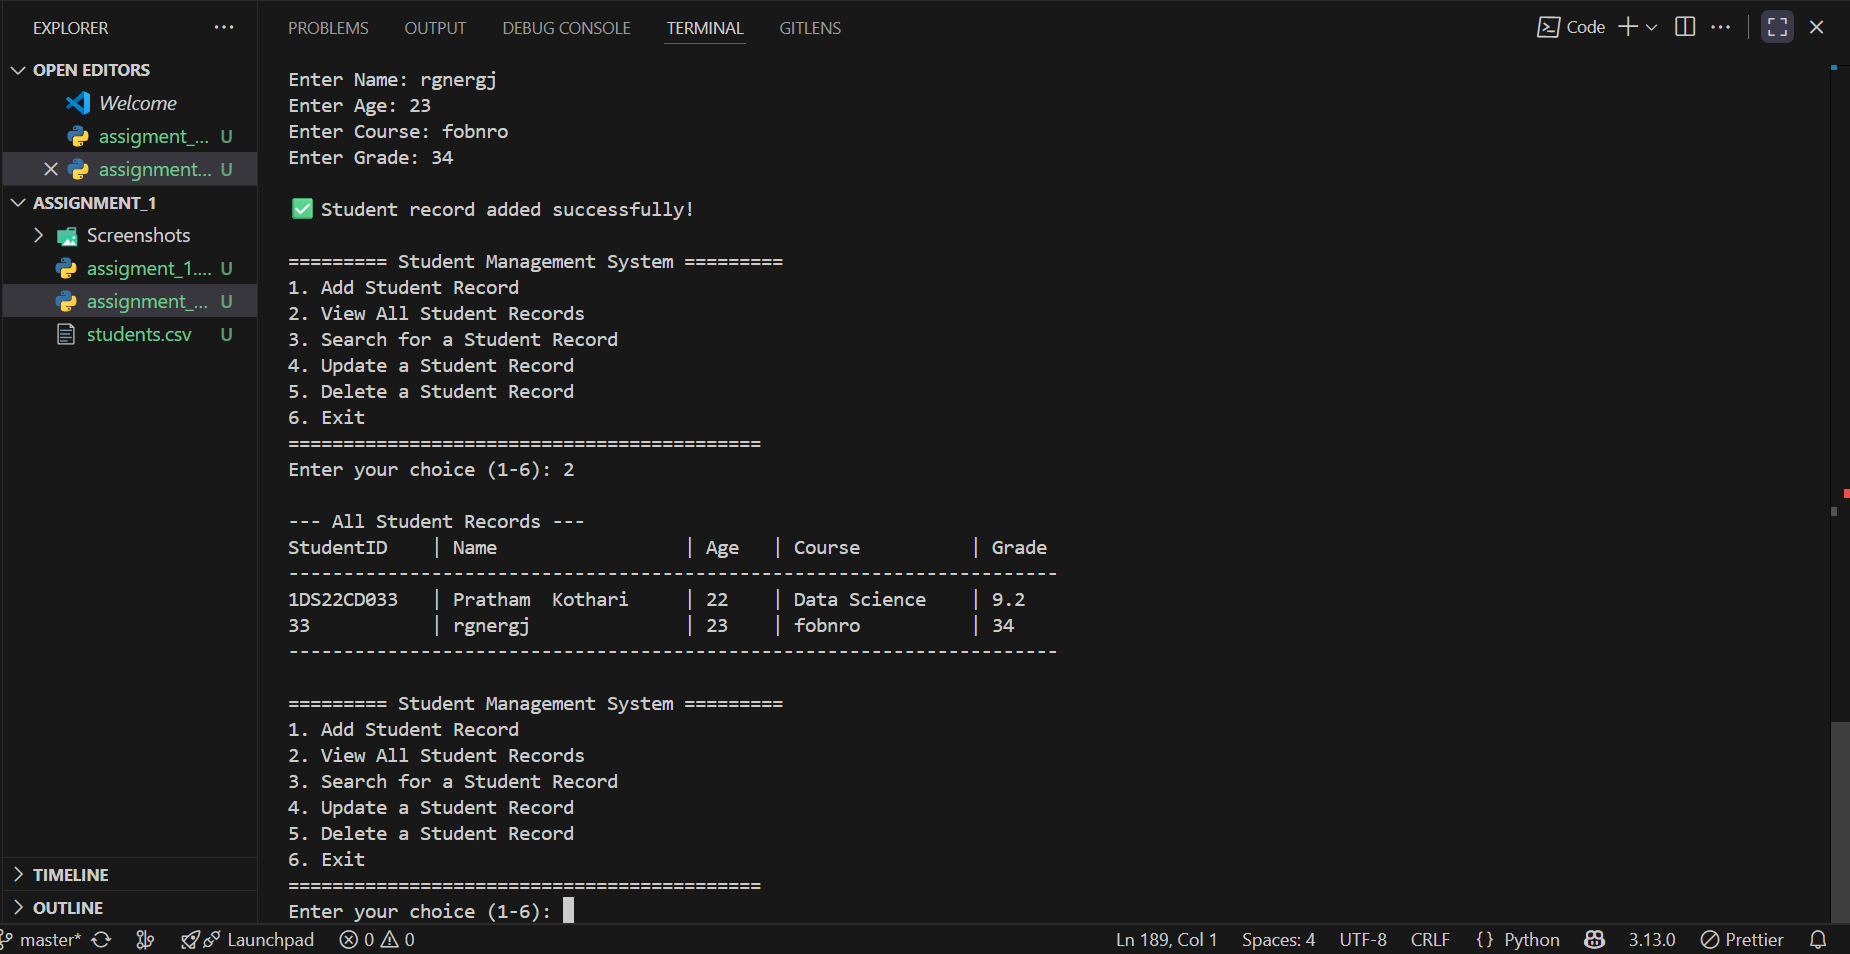 EXPLORER ...
OPEN EDITORS
Welcome
assigment_... U
assignment... U
ASSIGNMENT_1
Screenshots
assigment_1.... U
assignment_... U
students.csv U
TIMELINE
OUTLINE
PROBLEMS OUTPUT DEBUG CONSOLE TERMINAL GITLENS
Code
Enter Name: rgnergj
Enter Age: 23
Enter Course: fobnro
Enter Grade: 34
✅ Student record added successfully!
========= Student Management System =========
1. Add Student Record
2. View All Student Records
3. Search for a Student Record
4. Update a Student Record
5. Delete a Student Record
6. Exit
===========================================
Enter your choice (1-6): 2
--- All Student Records ---
StudentID | Name | Age | Course | Grade
----------------------------------------------------------------------
1DS22CD033 | Pratham  Kothari | 22 | Data Science | 9.2
33 | rgnergj | 23 | fobnro | 34
----------------------------------------------------------------------
========= Student Management System =========
1. Add Student Record
2. View All Student Records
3. Search for a Student Record
4. Update a Student Record
5. Delete a Student Record
6. Exit
===========================================
Enter your choice (1-6):
master* Launchpad 0 0 Ln 189, Col 1 Spaces: 4 UTF-8 CRLF {} Python 3.13.0 Prettier